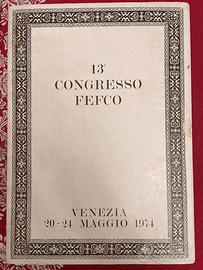 13° CONGRESSO
FEFCO
VENEZIA
20-24 MAGGIO 1974